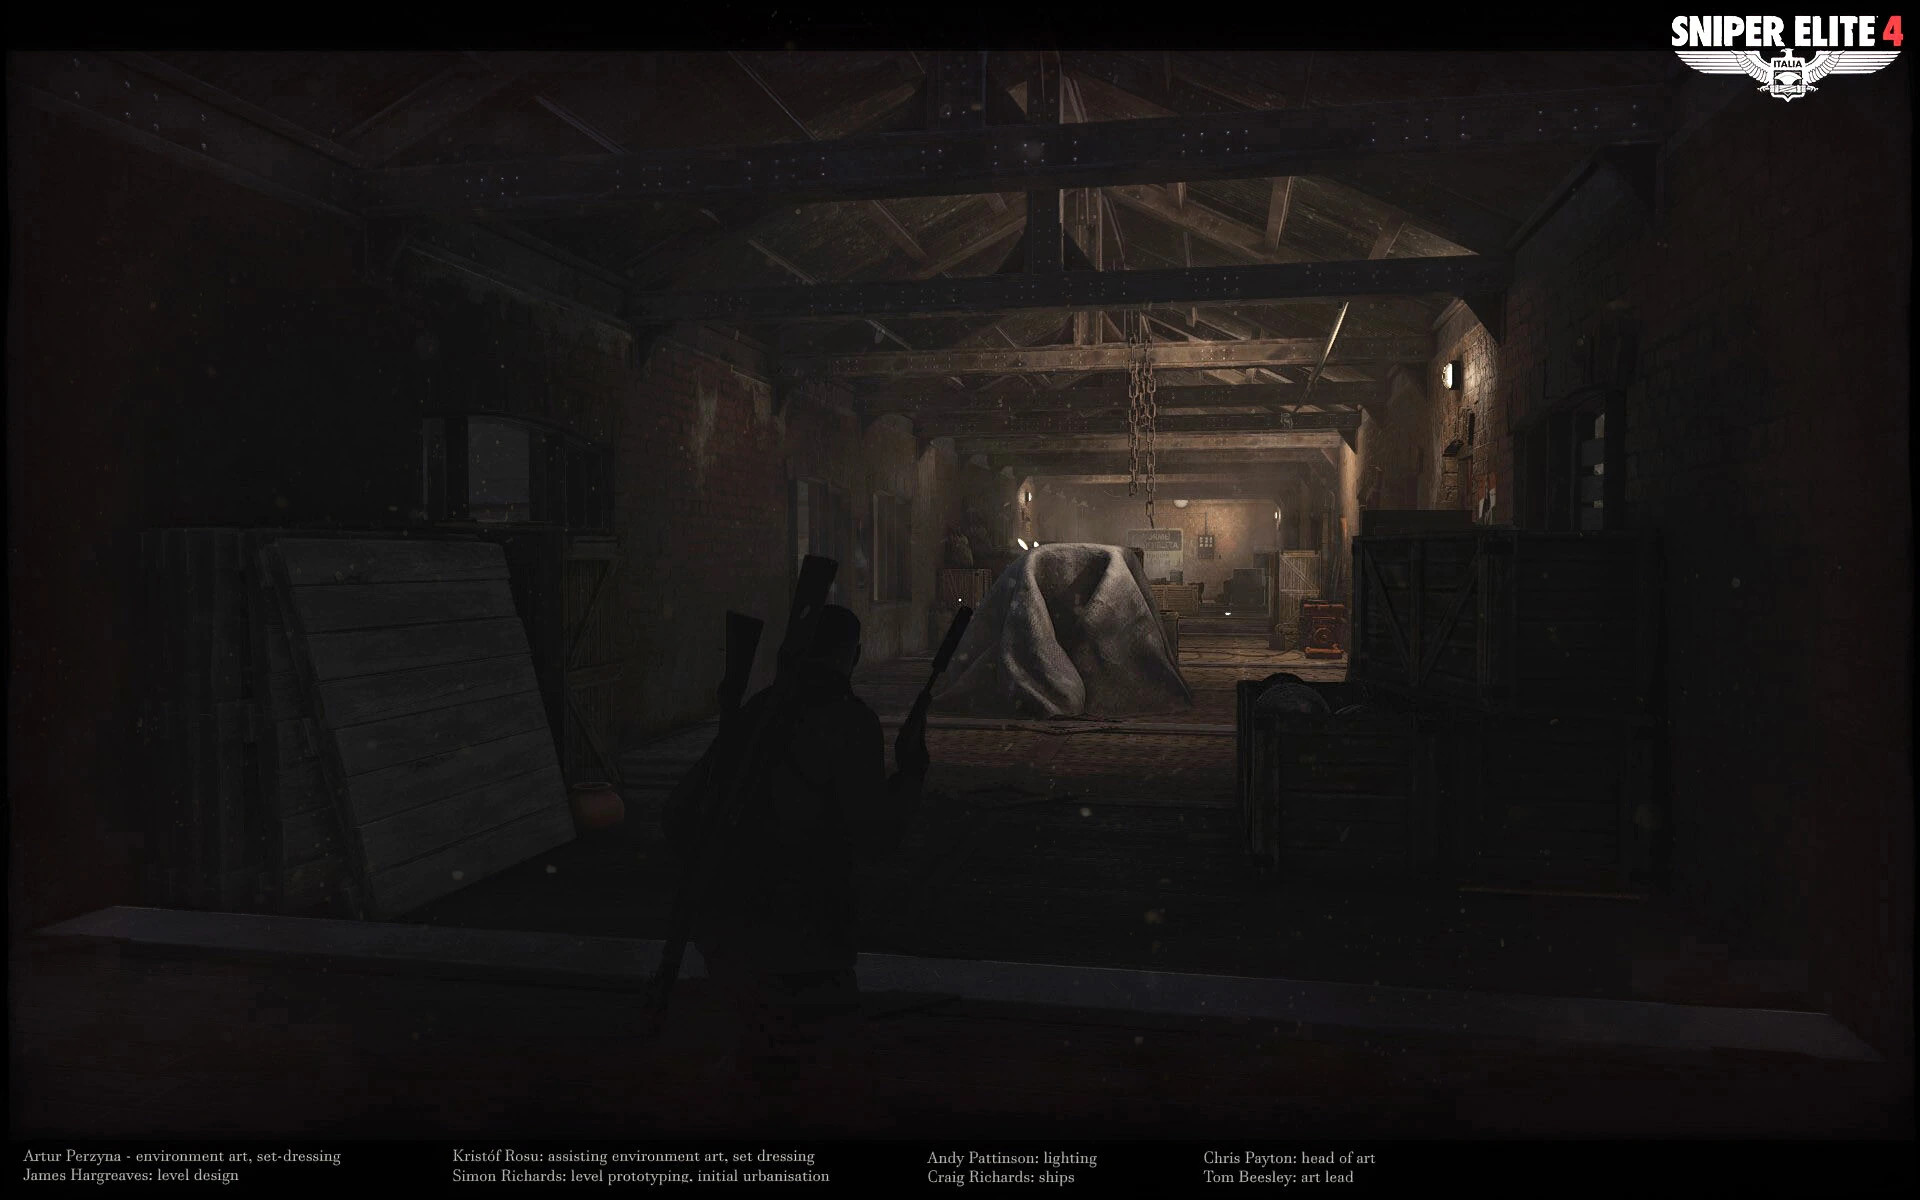 SNIPER ELITE 4
ITALIA
NORME
Artur Perzyna - environment art, set-dressing
James Hargreaves: level design
Kristóf Rosu: assisting environment art, set dressing
Simon Richards: level prototyping, initial urbanisation
Andy Pattinson: lighting
Craig Richards: ships
Chris Payton: head of art
Tom Beesley: art lead